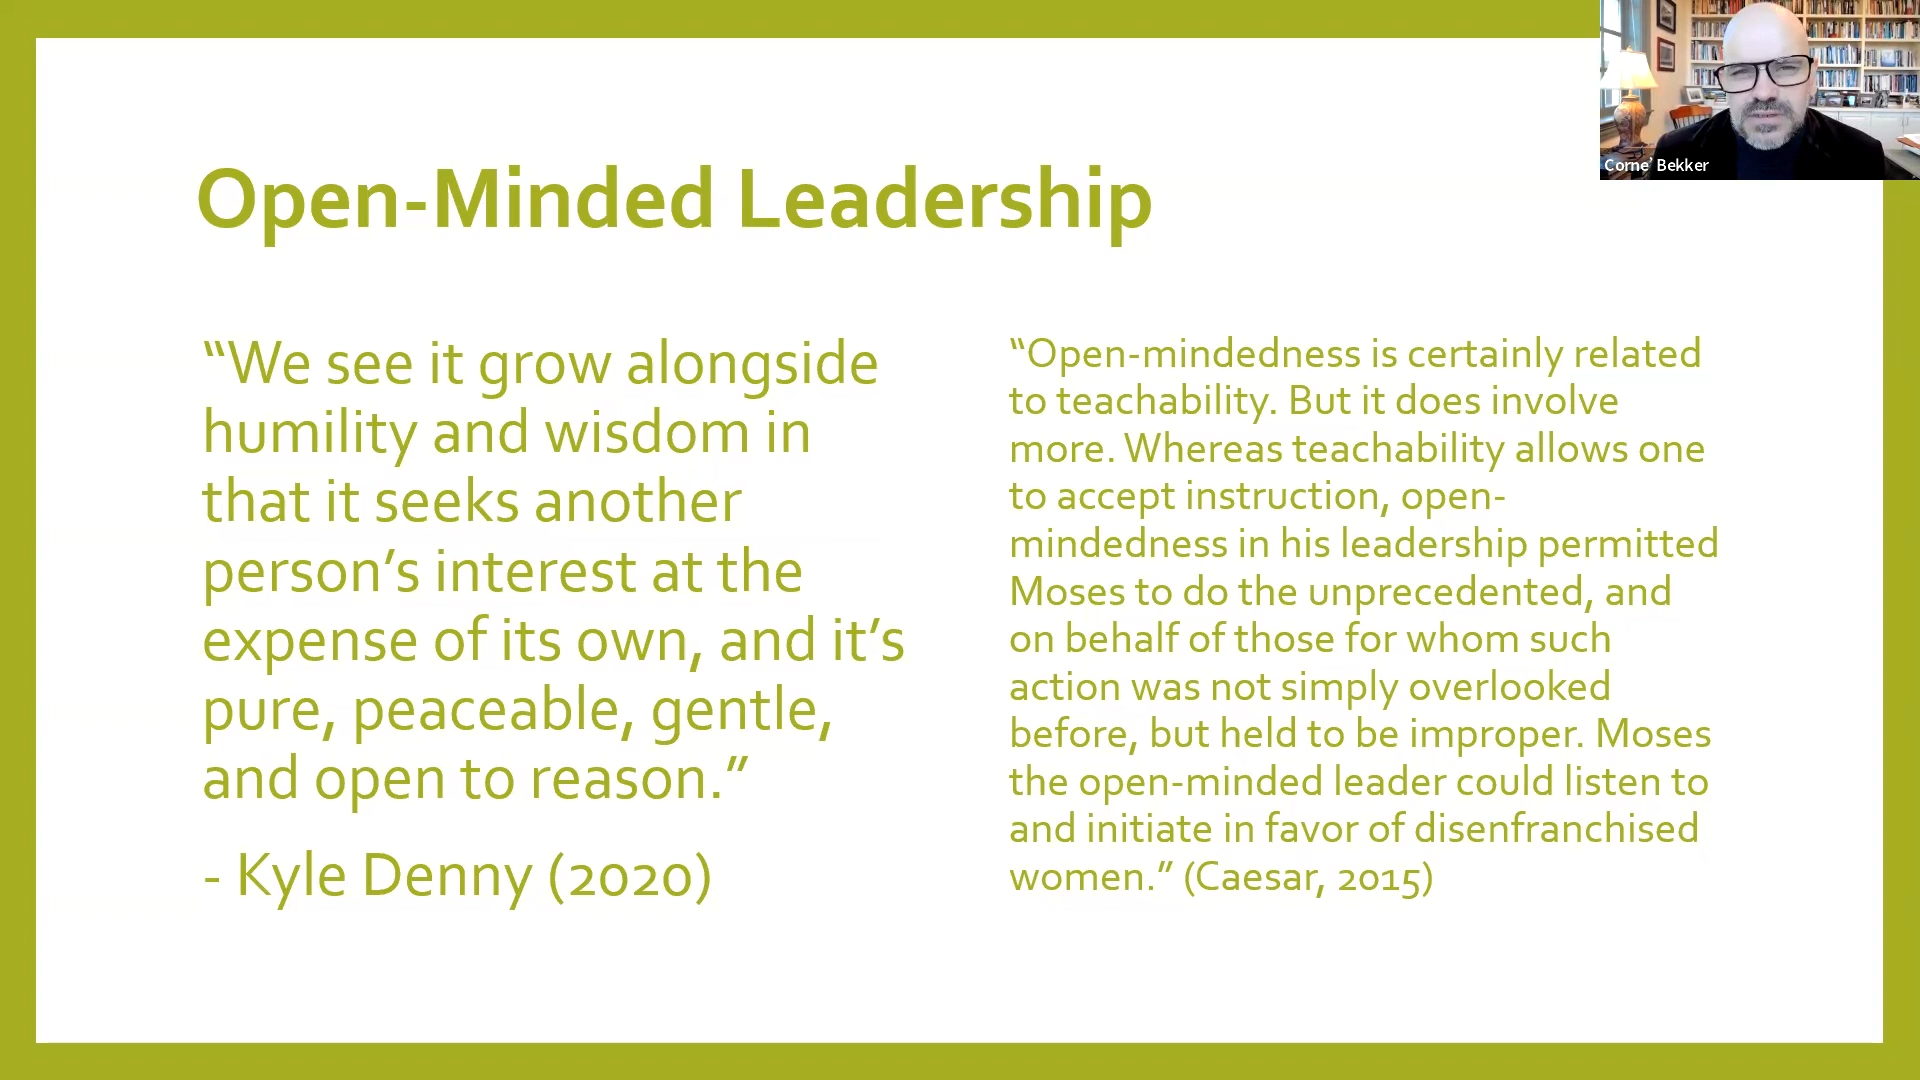 Corne' Bekker
Open-Minded Leadership
“We see it grow alongside
humility and wisdom in
that it seeks another
person’s interest at the
expense of its own, and it’s
pure, peaceable, gentle,
and open to reason.”
- Kyle Denny (2020)
“Open-mindedness is certainly related
to teachability. But it does involve
more. Whereas teachability allows one
to accept instruction, open-
mindedness in his leadership permitted
Moses to do the unprecedented, and
on behalf of those for whom such
action was not simply overlooked
before, but held to be improper. Moses
the open-minded leader could listen to
and initiate in favor of disenfranchised
women.” (Caesar, 2015)